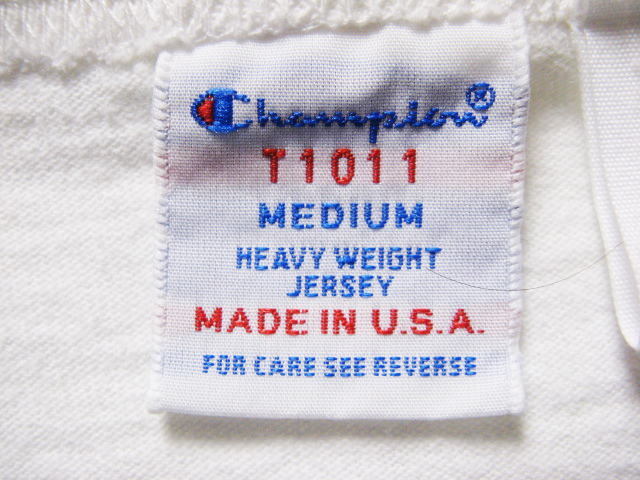 Champion®
T1011
MEDIUM
HEAVY WEIGHT
JERSEY
MADE IN U.S.A.
FOR CARE SEE REVERSE